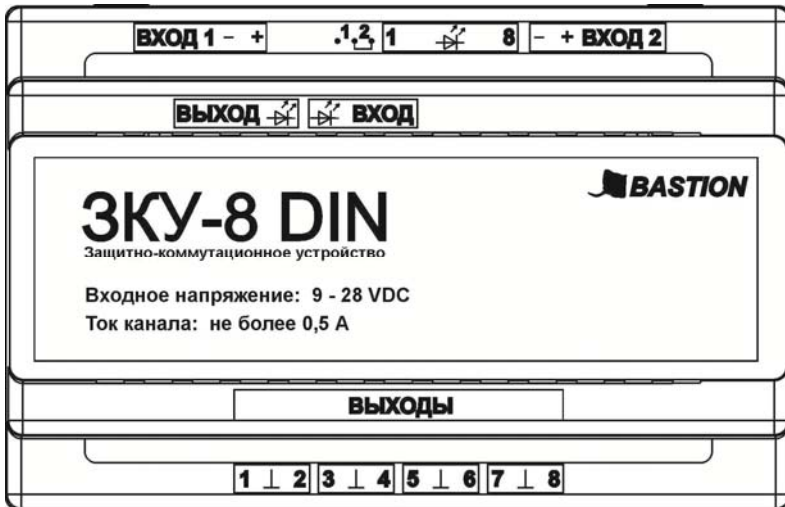 ВХОД 1 - + .1.2. 1 8 - + ВХОД 2
ВЫХОД ВХОД
BASTION
ЗКУ-8 DIN
Защитно-коммутационное устройство
Входное напряжение: 9 - 28 VDC
Ток канала: не более 0,5 А
ВЫХОДЫ
1 ⊥ 2 3 ⊥ 4 5 ⊥ 6 7 ⊥ 8